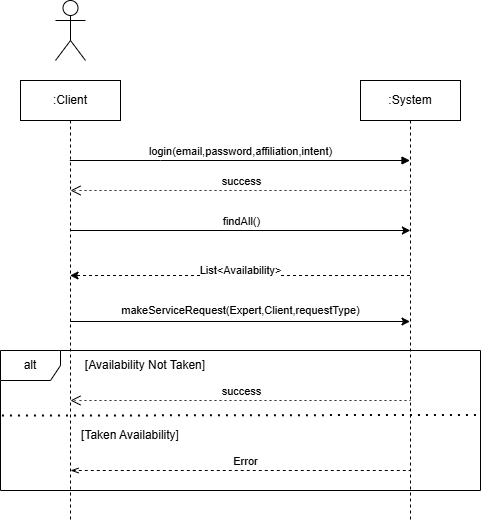 :Client
:System
login(email,password,affiliation,intent)
success
findAll()
List<Availability>
makeServiceRequest(Expert,Client,requestType)
alt
[Availability Not Taken]
success
[Taken Availability]
Error